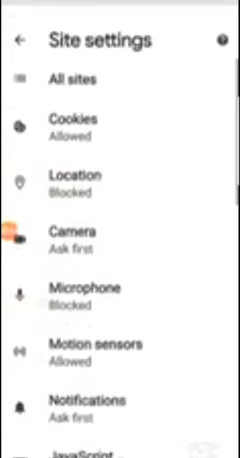 Site settings
All sites
Cookies
Allowed
Location
Blocked
Camera
Ask first
Microphone
Blocked
Motion sensors
Allowed
Notifications
Ask first
JavaScript